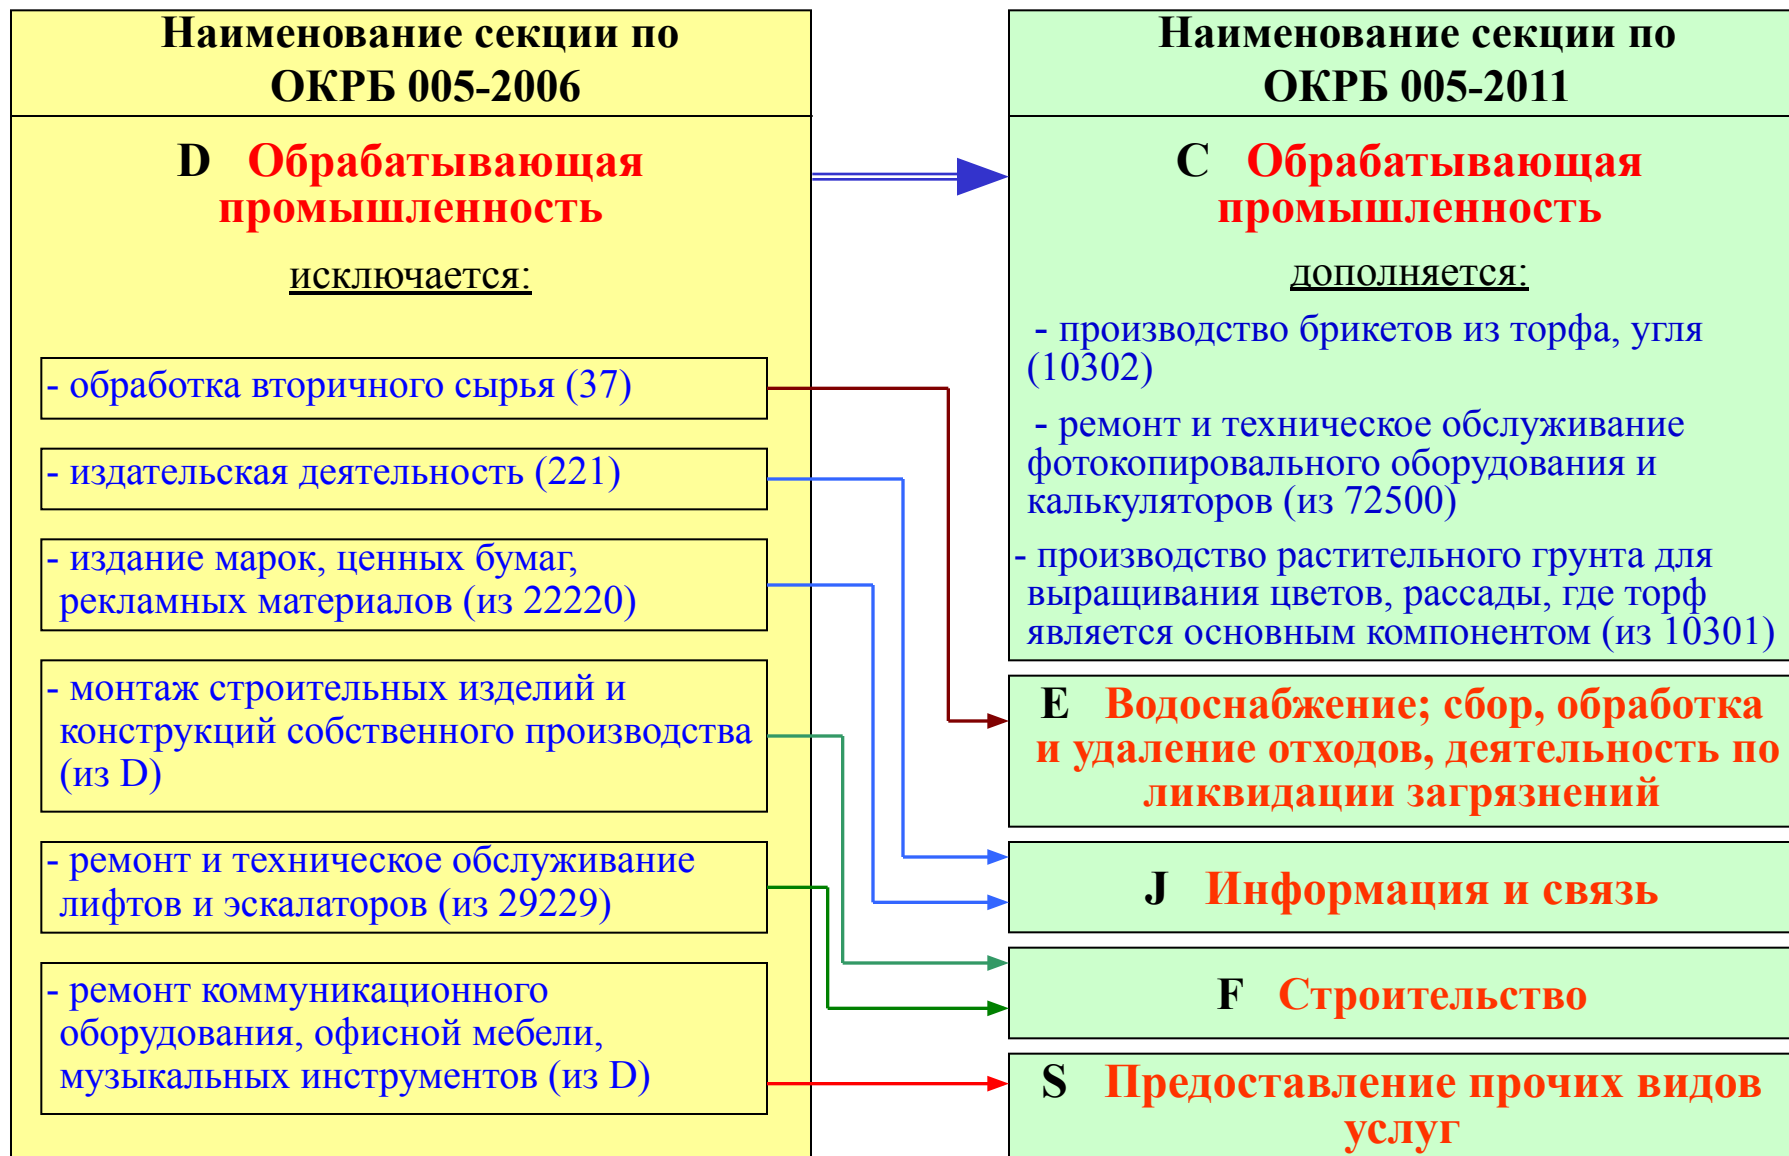 Наименование секции по
ОКРБ 005-2006
D Обрабатывающая
промышленность
исключается:
- обработка вторичного сырья (37)
- издательская деятельность (221)
- издание марок, ценных бумаг,
рекламных материалов (из 22220)
- монтаж строительных изделий и
конструкций собственного производства
(из D)
- ремонт и техническое обслуживание
лифтов и эскалаторов (из 29229)
- ремонт коммуникационного
оборудования, офисной мебели,
музыкальных инструментов (из D)
Наименование секции по
ОКРБ 005-2011
C Обрабатывающая
промышленность
дополняется:
- производство брикетов из торфа, угля
(10302)
- ремонт и техническое обслуживание
фотокопировального оборудования и
калькуляторов (из 72500)
- производство растительного грунта для
выращивания цветов, рассады, где торф
является основным компонентом (из 10301)
E Водоснабжение; сбор, обработка
и удаление отходов, деятельность по
ликвидации загрязнений
J Информация и связь
F Строительство
S Предоставление прочих видов
услуг